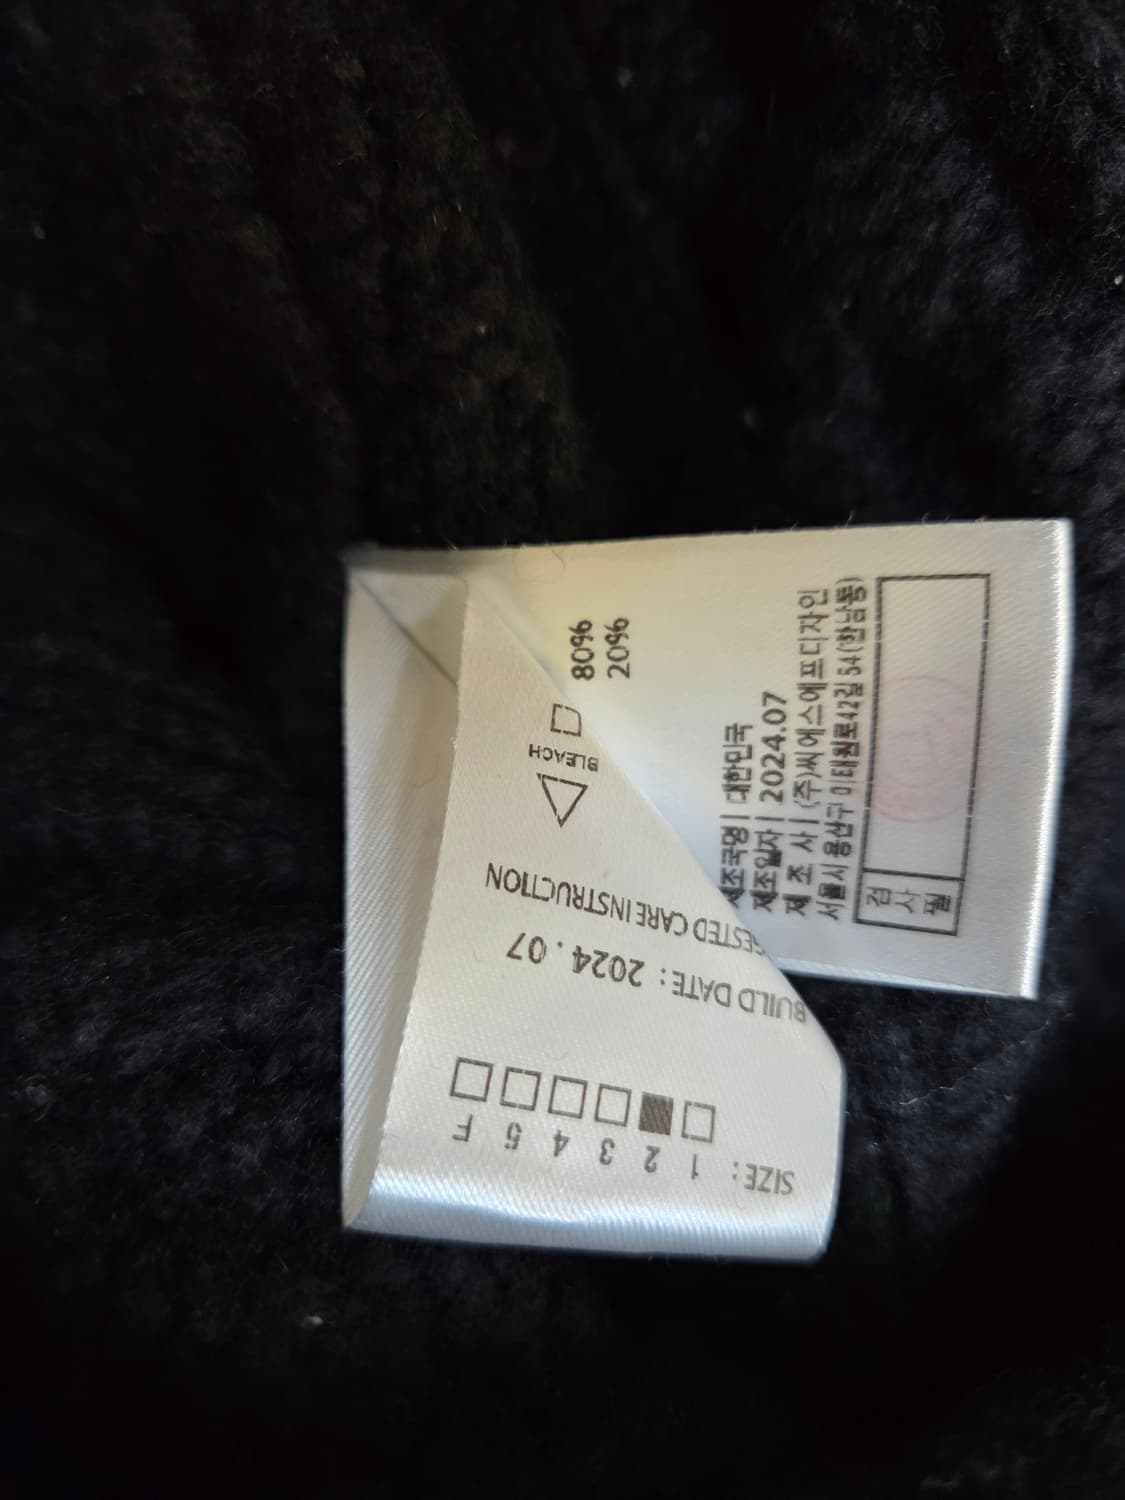 SIZE: 1 2 3 4 5 F
BUILD DATE: 2024.07
GESTED CARE INSTRUCTION
BLEACH
80%
20%
제조국명 | 대한민국
제조일자 | 2024.07
제 조 사 | (주)씨에스에프디자인
서울시 용산구 이태원로42길 54(한남동)
검
사
필